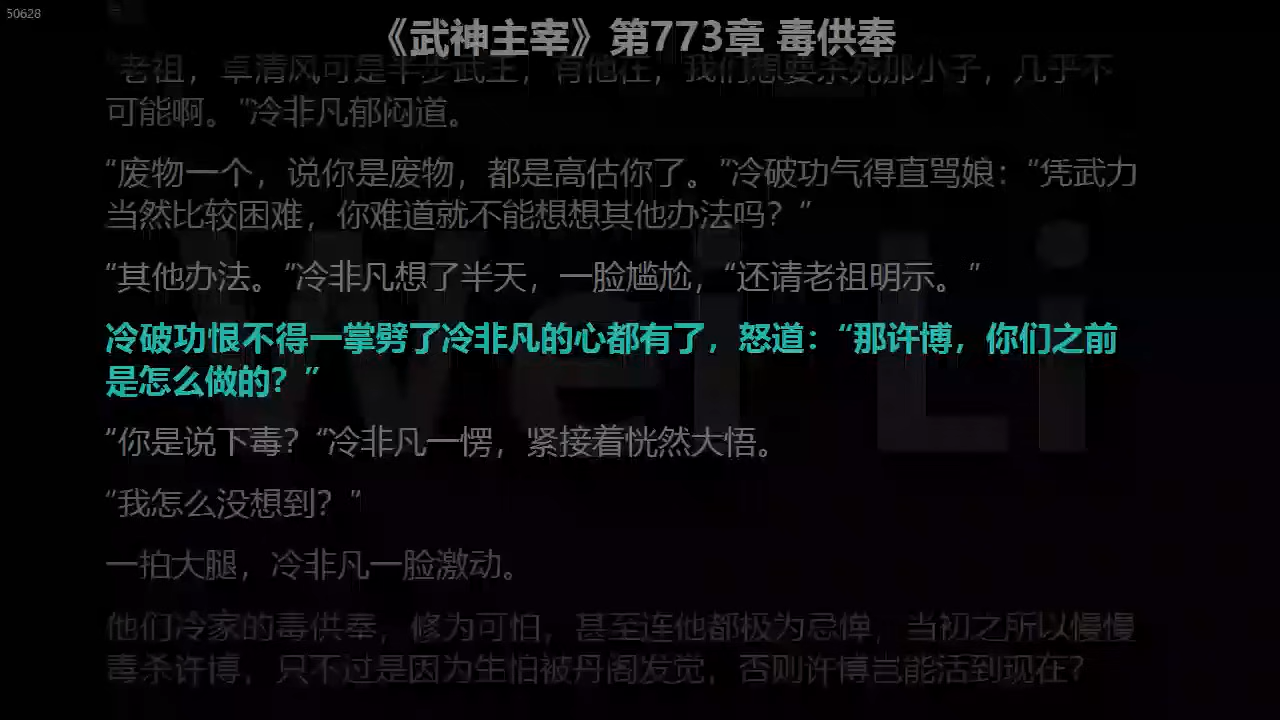 50628
《武神主宰》第773章 毒供奉
“老祖，卓清风可是半步武王，有他在，我们想要杀死那小子，几乎不
可能啊。”冷非凡郁闷道。
“废物一个，说你是废物，都是高估你了。”冷破功气得直骂娘：“凭武力
当然比较困难，你难道就不能想想其他办法吗？”
“其他办法。”冷非凡想了半天，一脸尴尬，“还请老祖明示。”
冷破功恨不得一掌劈了冷非凡的心都有了，怒道：“那许博，你们之前
是怎么做的？”
“你是说下毒？“冷非凡一愣，紧接着恍然大悟。
“我怎么没想到？”
一拍大腿，冷非凡一脸激动。
他们冷家的毒供奉，修为可怕，甚至连他都极为忌惮，当初之所以慢慢
毒杀许博，只不过是因为生怕被丹阁发觉，否则许博岂能活到现在？
Wei Li